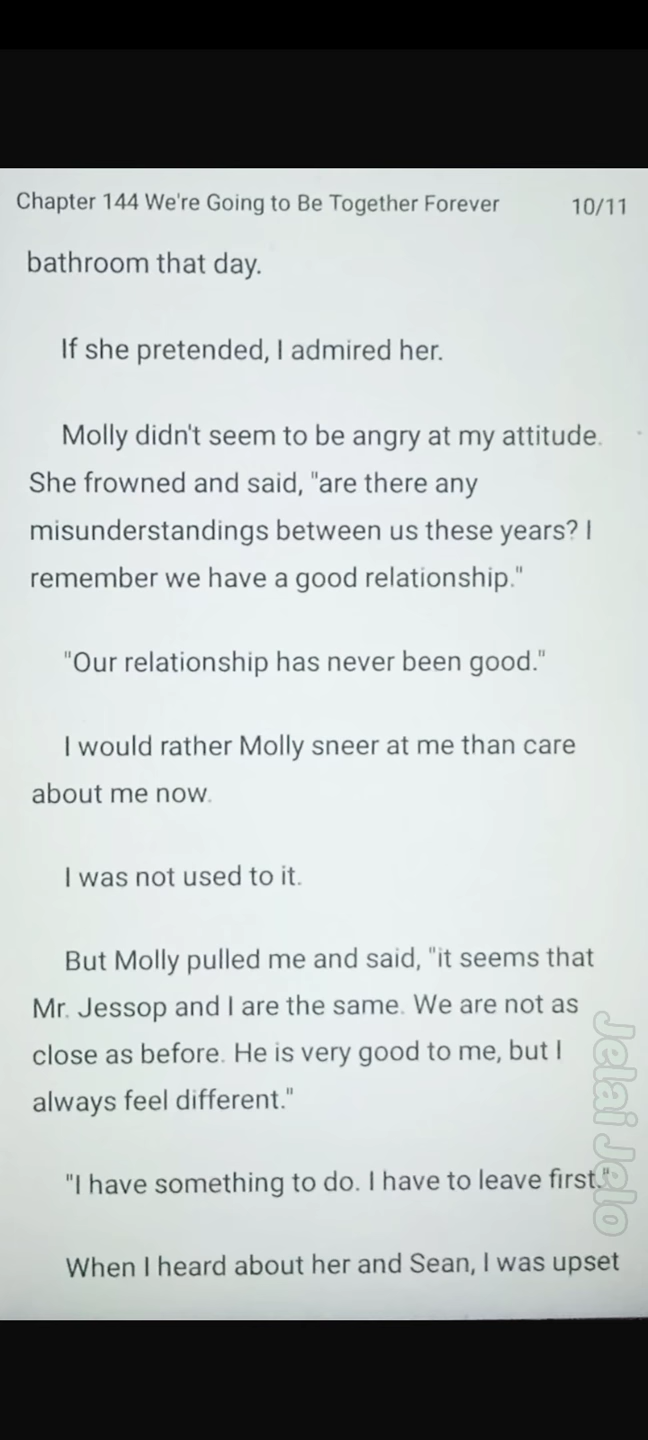 Chapter 144 We're Going to Be Together Forever 10/11
bathroom that day.
If she pretended, I admired her.
Molly didn't seem to be angry at my attitude.
She frowned and said, "are there any
misunderstandings between us these years? I
remember we have a good relationship."
"Our relationship has never been good."
I would rather Molly sneer at me than care
about me now.
I was not used to it.
But Molly pulled me and said, "it seems that
Mr. Jessop and I are the same. We are not as
close as before. He is very good to me, but I
always feel different."
"I have something to do. I have to leave first."
When I heard about her and Sean, I was upset
Jelai Jelo